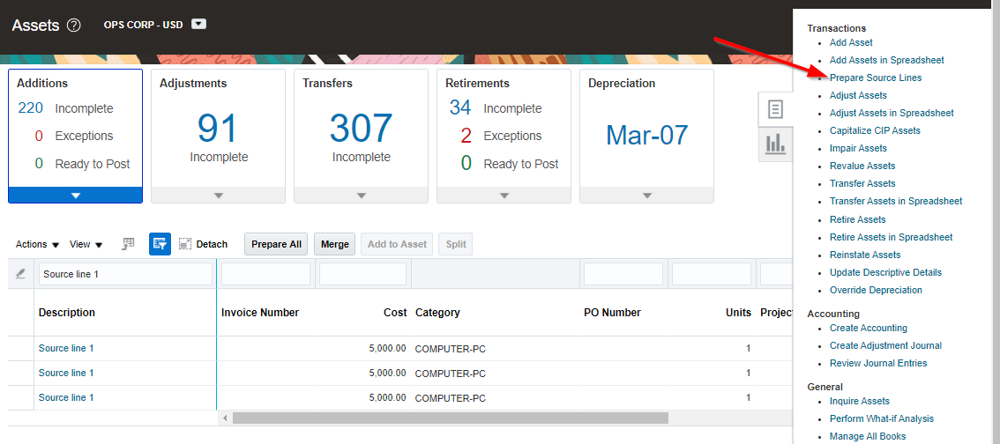 Assets ? OPS CORP - USD
Additions
220 Incomplete
0 Exceptions
0 Ready to Post
Adjustments
91
Incomplete
Transfers
307
Incomplete
Retirements
34 Incomplete
2 Exceptions
0 Ready to Post
Depreciation
Mar-07
Actions View Detach Prepare All Merge Add to Asset Split
Source line 1
Description Invoice Number Cost Category PO Number Units Project
Source line 1 5,000.00 COMPUTER-PC 1
Source line 1 5,000.00 COMPUTER-PC 1
Source line 1 5,000.00 COMPUTER-PC 1
Transactions
Add Asset
Add Assets in Spreadsheet
Prepare Source Lines
Adjust Assets
Adjust Assets in Spreadsheet
Capitalize CIP Assets
Impair Assets
Revalue Assets
Transfer Assets
Transfer Assets in Spreadsheet
Retire Assets
Retire Assets in Spreadsheet
Reinstate Assets
Update Descriptive Details
Override Depreciation
Accounting
Create Accounting
Create Adjustment Journal
Review Journal Entries
General
Inquire Assets
Perform What-if Analysis
Manage All Books